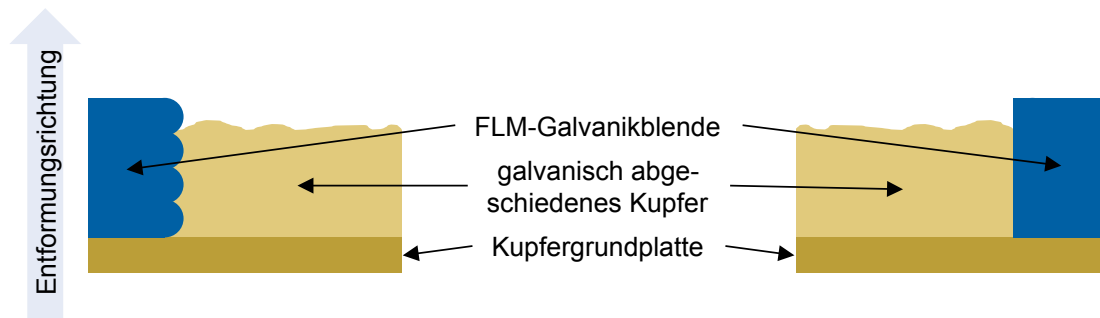 Entformungsrichtung
FLM-Galvanikblende
galvanisch abge-
schiedenes Kupfer
Kupfergrundplatte